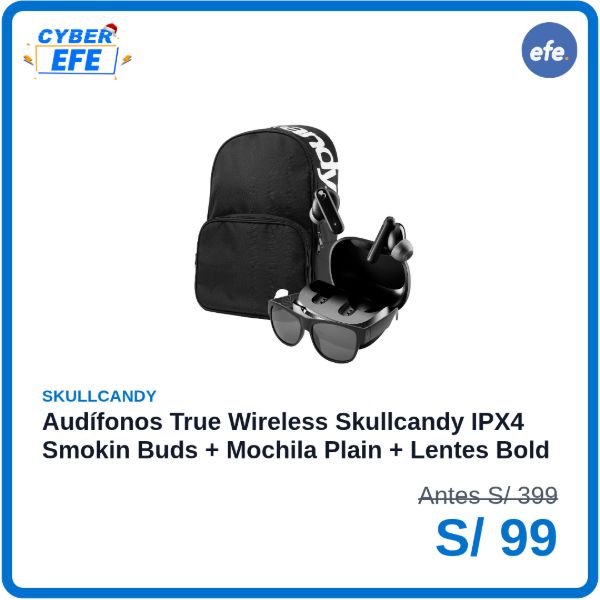 CYBER
EFE
efe.
SKULLCANDY
Audífonos True Wireless Skullcandy IPX4
Smokin Buds + Mochila Plain + Lentes Bold
Antes S/ 399
S/ 99